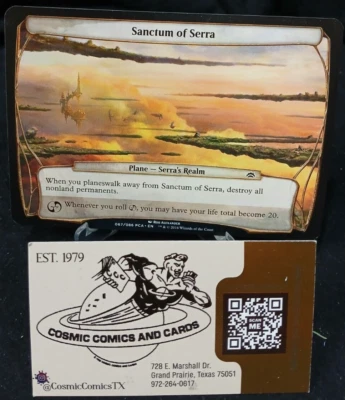 Sanctum of Serra
Plane — Serra's Realm
When you planeswalk away from Sanctum of Serra, destroy all
nonland permanents.
Whenever you roll , you may have your life total become 20.
EST. 1979
COSMIC COMICS AND CARDS
SCAN
ME
728 E. Marshall Dr.
Grand Prairie, Texas 75051
972-264-0617
@CosmicComicsTX